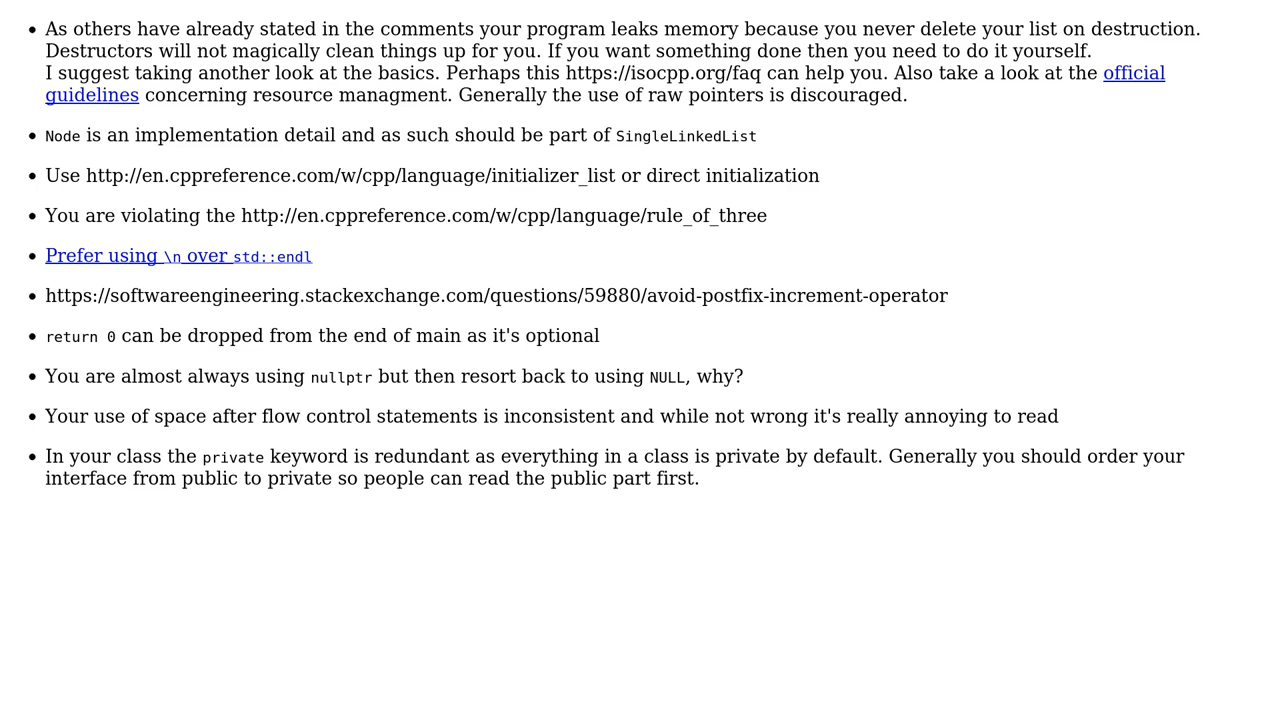 As others have already stated in the comments your program leaks memory because you never delete your list on destruction.
Destructors will not magically clean things up for you. If you want something done then you need to do it yourself.
I suggest taking another look at the basics. Perhaps this https://isocpp.org/faq can help you. Also take a look at the official
guidelines concerning resource managment. Generally the use of raw pointers is discouraged.
Node is an implementation detail and as such should be part of SingleLinkedList
Use http://en.cppreference.com/w/cpp/language/initializer_list or direct initialization
You are violating the http://en.cppreference.com/w/cpp/language/rule_of_three
Prefer using \n over std::endl
https://softwareengineering.stackexchange.com/questions/59880/avoid-postfix-increment-operator
return 0 can be dropped from the end of main as it's optional
You are almost always using nullptr but then resort back to using NULL, why?
Your use of space after flow control statements is inconsistent and while not wrong it's really annoying to read
In your class the private keyword is redundant as everything in a class is private by default. Generally you should order your
interface from public to private so people can read the public part first.